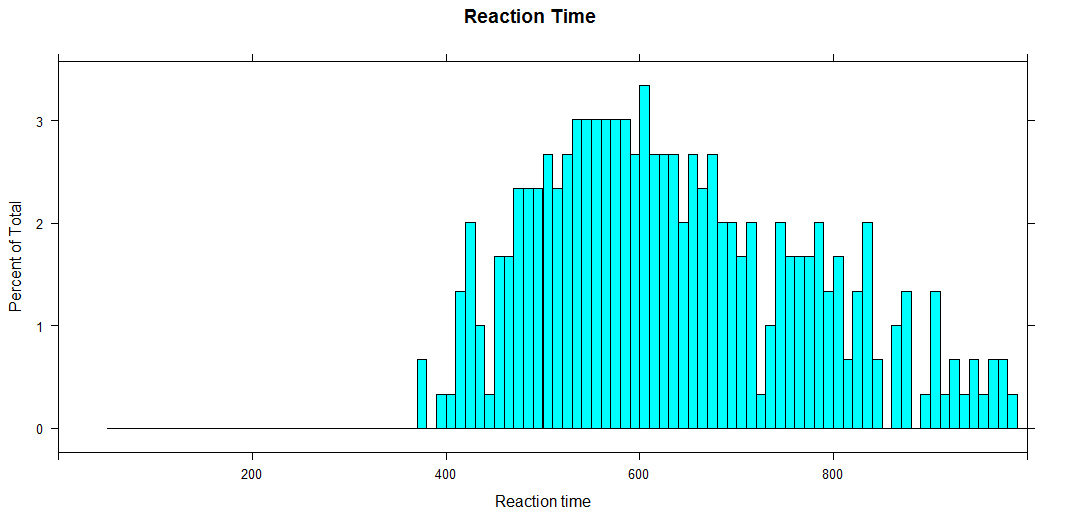 Reaction Time
3
2
1
0
Percent of Total
200 400 600 800
Reaction time